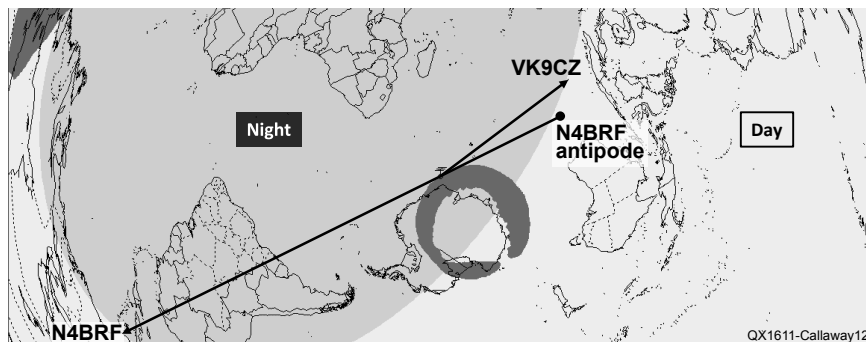 VK9CZ
Night
N4BRF
antipode
Day
N4BRF
QX1611-Callaway12